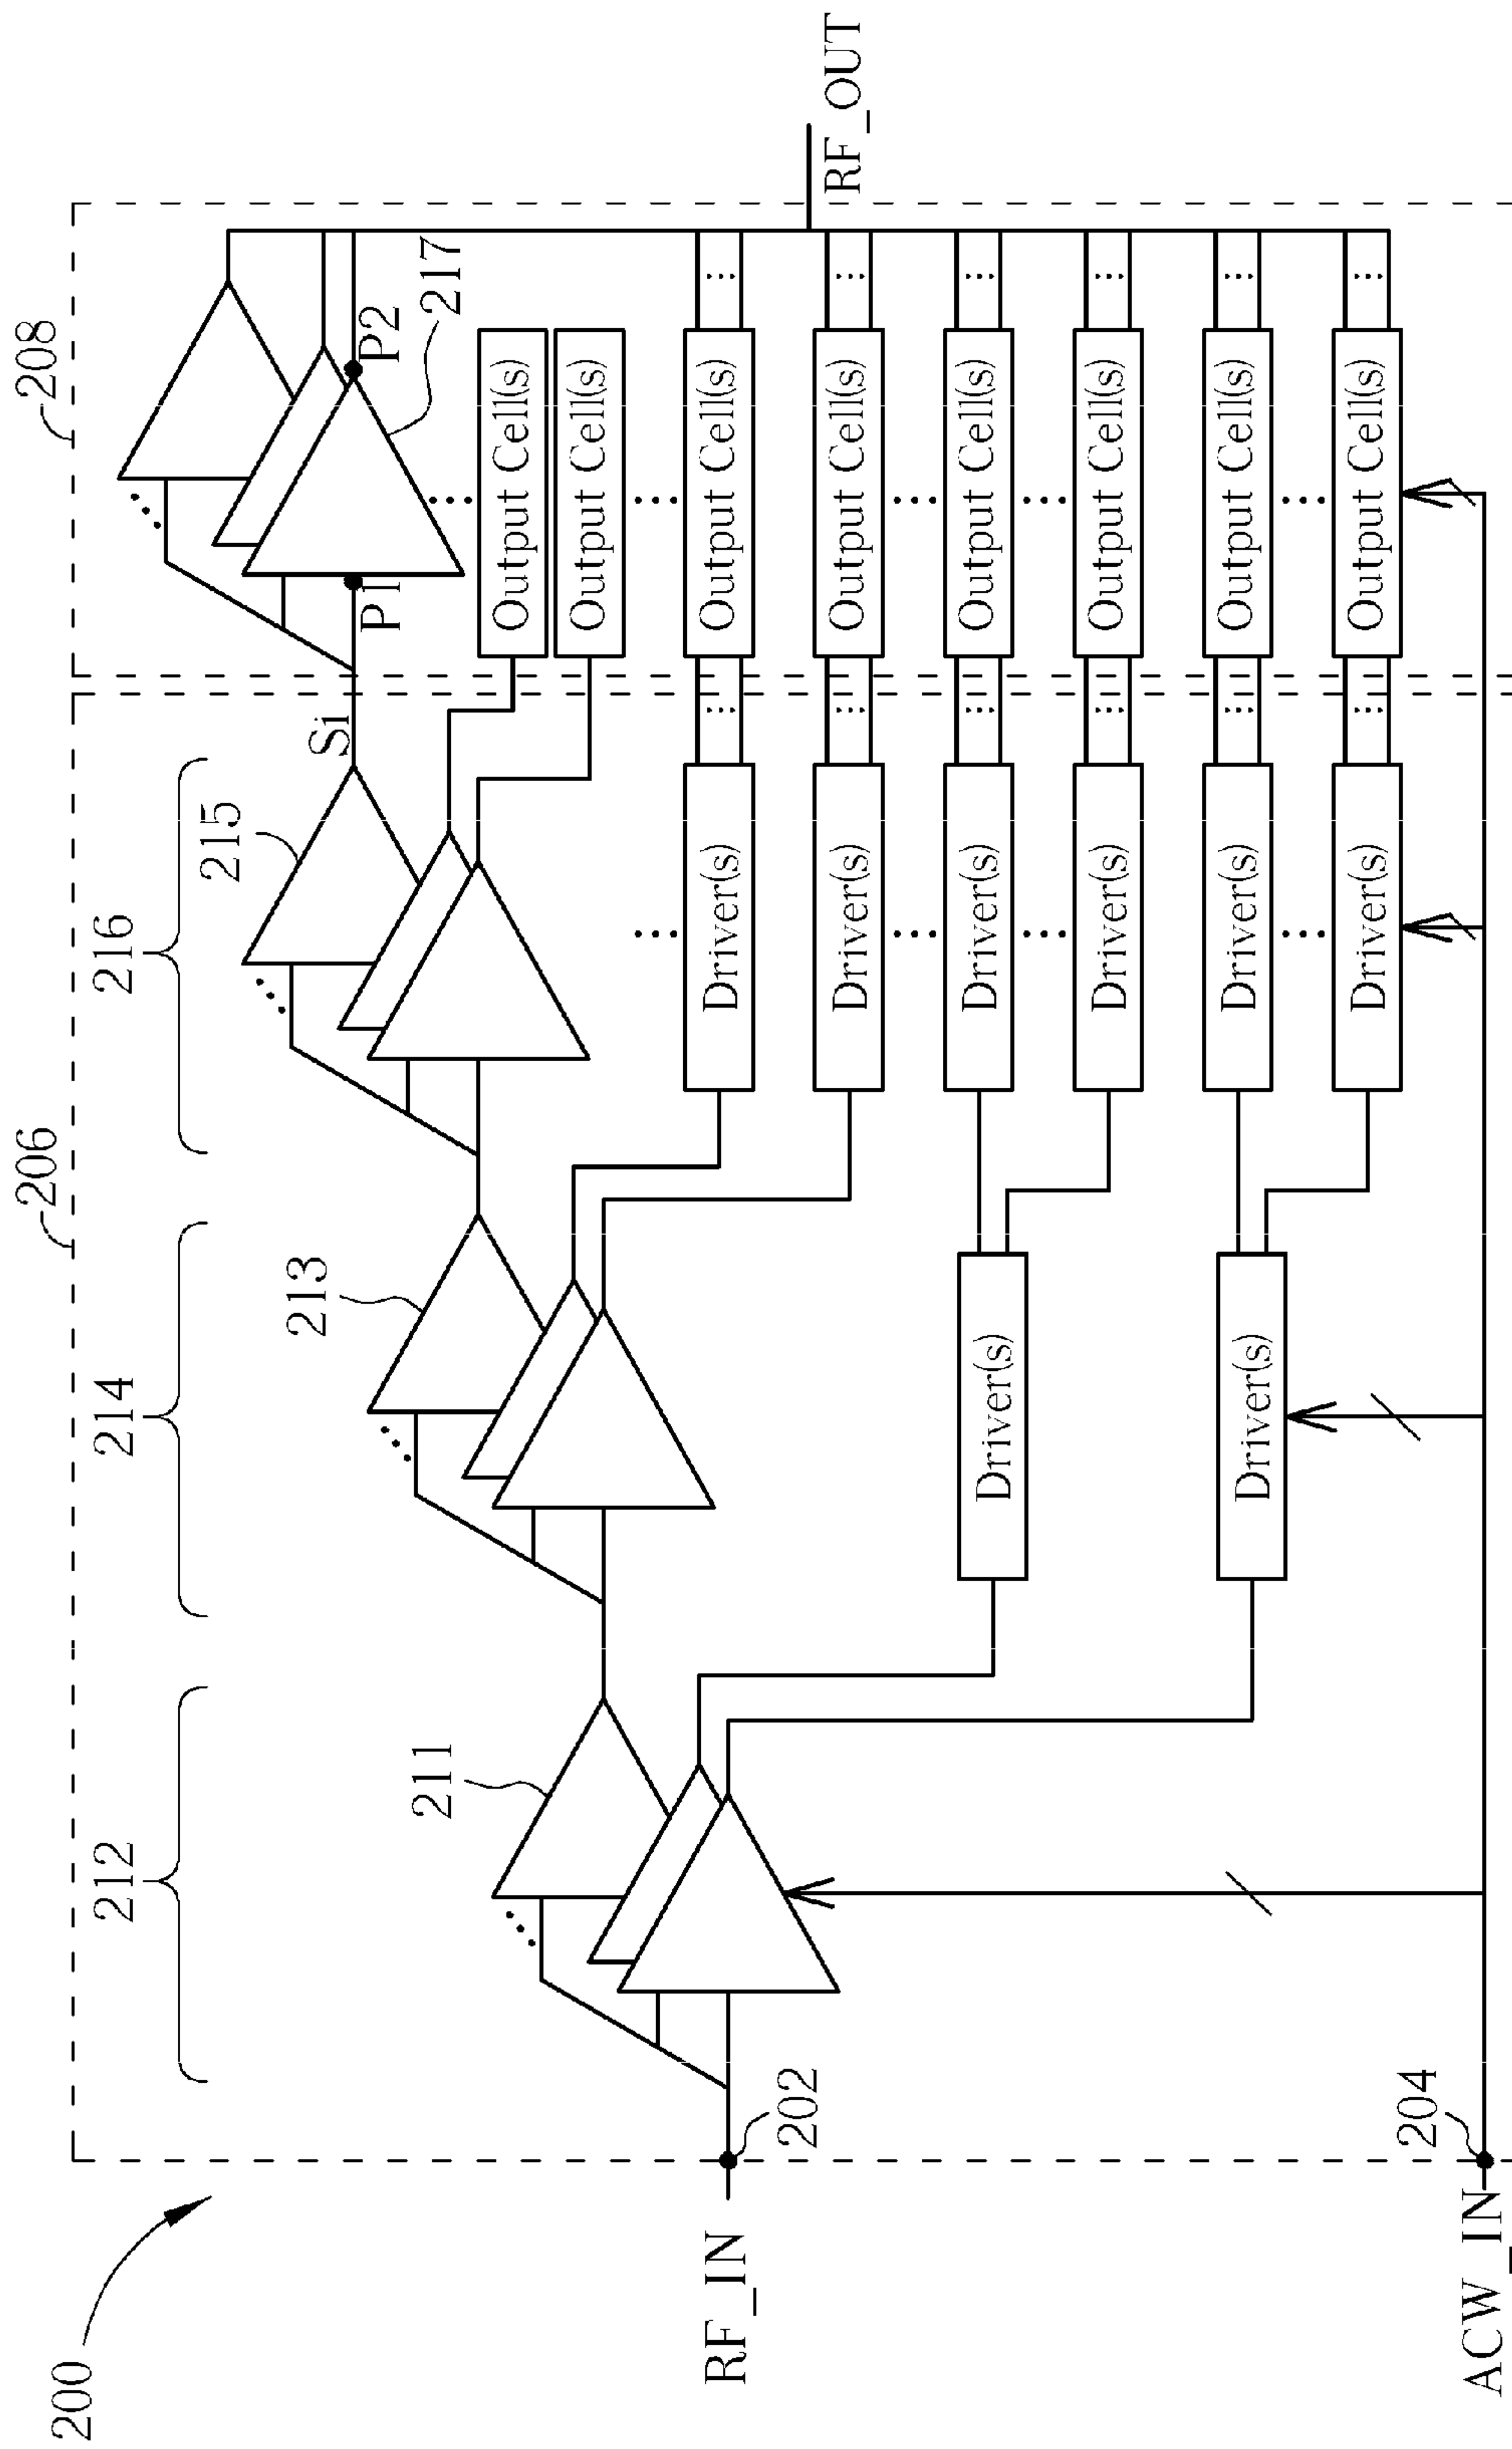 200
206
208
212
214
216
211
213
215
Si
P1
P2
217
RF_IN
202
RF_OUT
Output Cell(s)
Output Cell(s)
Driver(s)
Output Cell(s)
Driver(s)
Output Cell(s)
Driver(s)
Driver(s)
Output Cell(s)
Driver(s)
Output Cell(s)
Driver(s)
Driver(s)
Output Cell(s)
Driver(s)
Output Cell(s)
204
ACW_IN